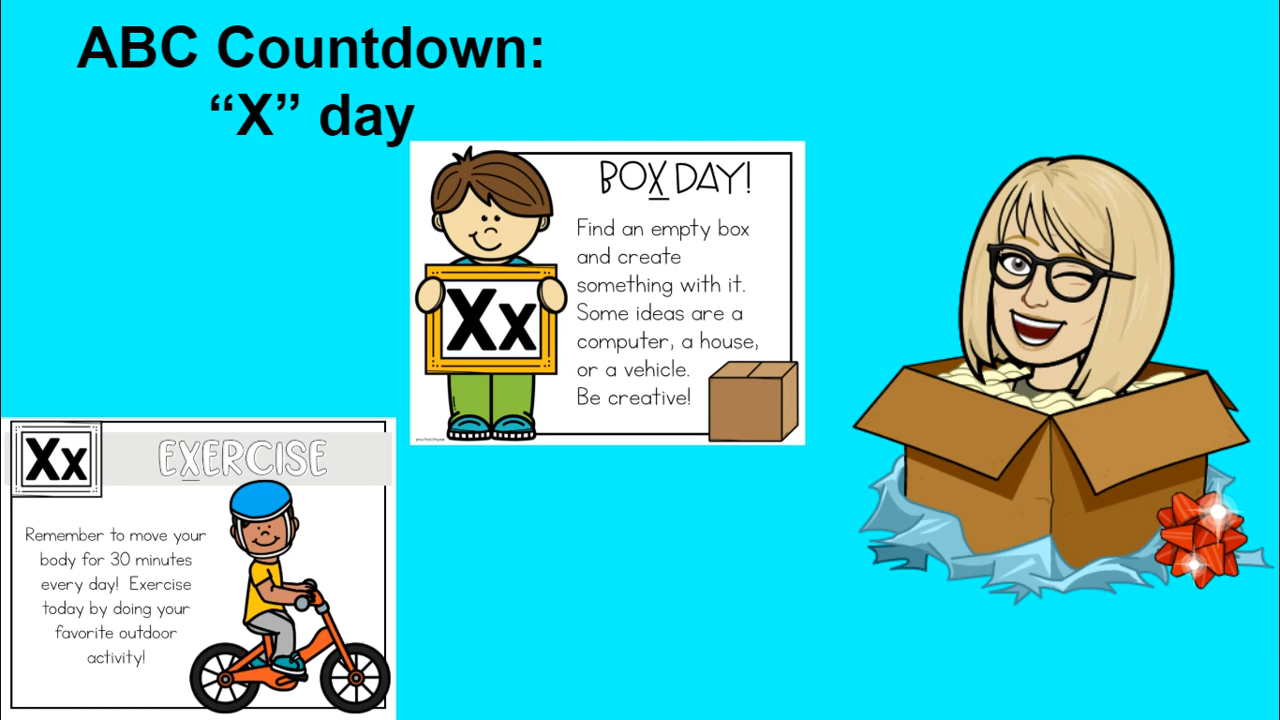 ABC Countdown:
“X” day
BOX DAY!
Find an empty box
and create
something with it.
Some ideas are a
computer, a house,
or a vehicle.
Be creative!
Xx
Xx
EXERCISE
Remember to move your
body for 30 minutes
every day! Exercise
today by doing your
favorite outdoor
activity!